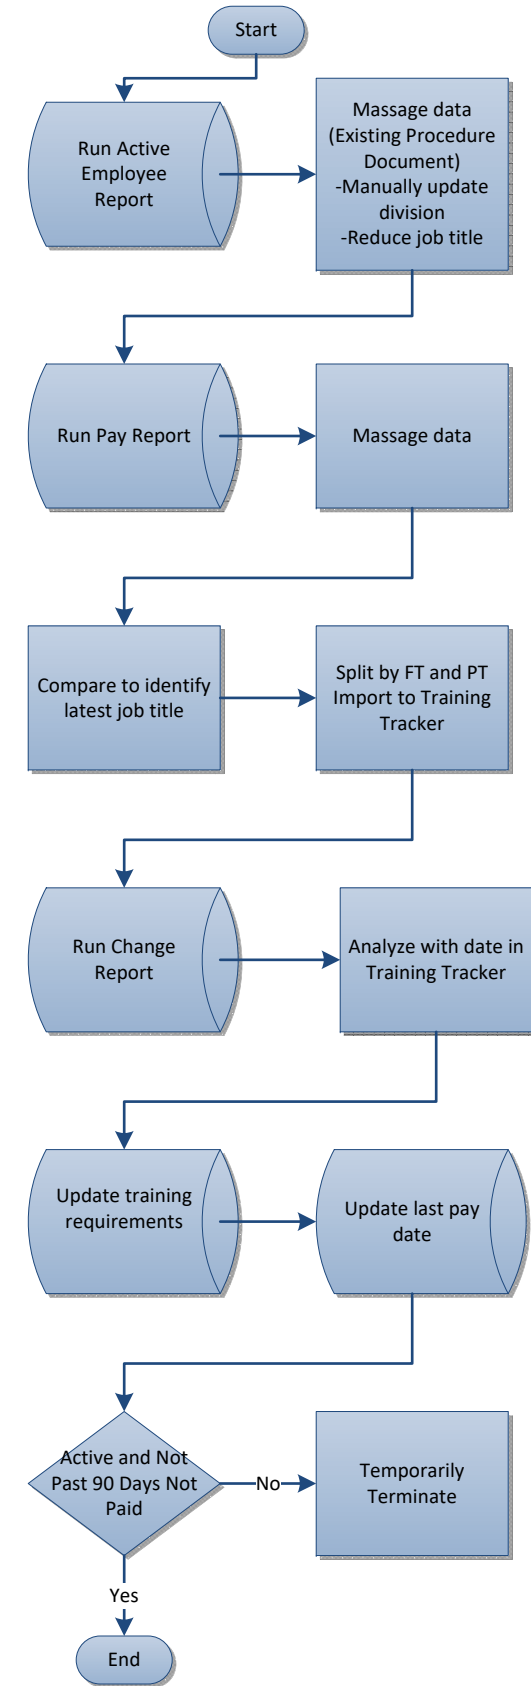 Start
Run Active
Employee
Report
Massage data
(Existing Procedure
Document)
-Manually update
division
-Reduce job title
Run Pay Report
Massage data
Compare to identify
latest job title
Split by FT and PT
Import to Training
Tracker
Run Change
Report
Analyze with date in
Training Tracker
Update training
requirements
Update last pay
date
Active and Not
Past 90 Days Not
Paid
No
Temporarily
Terminate
Yes
End